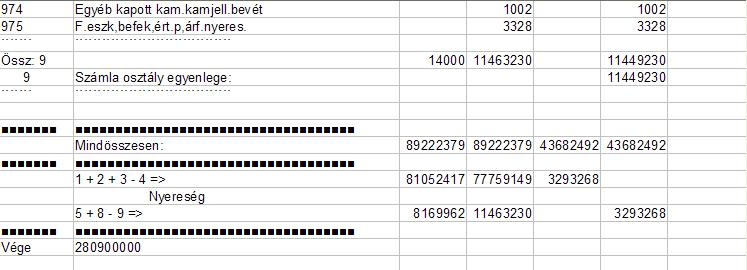 974 Egyéb kapott kam.kamjell.bevét 1002 1002
975 F.eszk,befek,ért.p,árf.nyeres. 3328 3328
------- --------------------------------
Össz: 9 14000 11463230 11449230
9 Számla osztály egyenlege: 11449230
------- --------------------------------
■■■■■■■ ■■■■■■■■■■■■■■■■■■■■■■■■■■■■■■■■■■■
Mindösszesen: 89222379 89222379 43682492 43682492
■■■■■■■ ■■■■■■■■■■■■■■■■■■■■■■■■■■■■■■■■■■■
1 + 2 + 3 - 4 => 81052417 77759149 3293268
Nyereség
5 + 8 - 9 => 8169962 11463230 3293268
■■■■■■■ ■■■■■■■■■■■■■■■■■■■■■■■■■■■■■■■■■■■
Vége 280900000